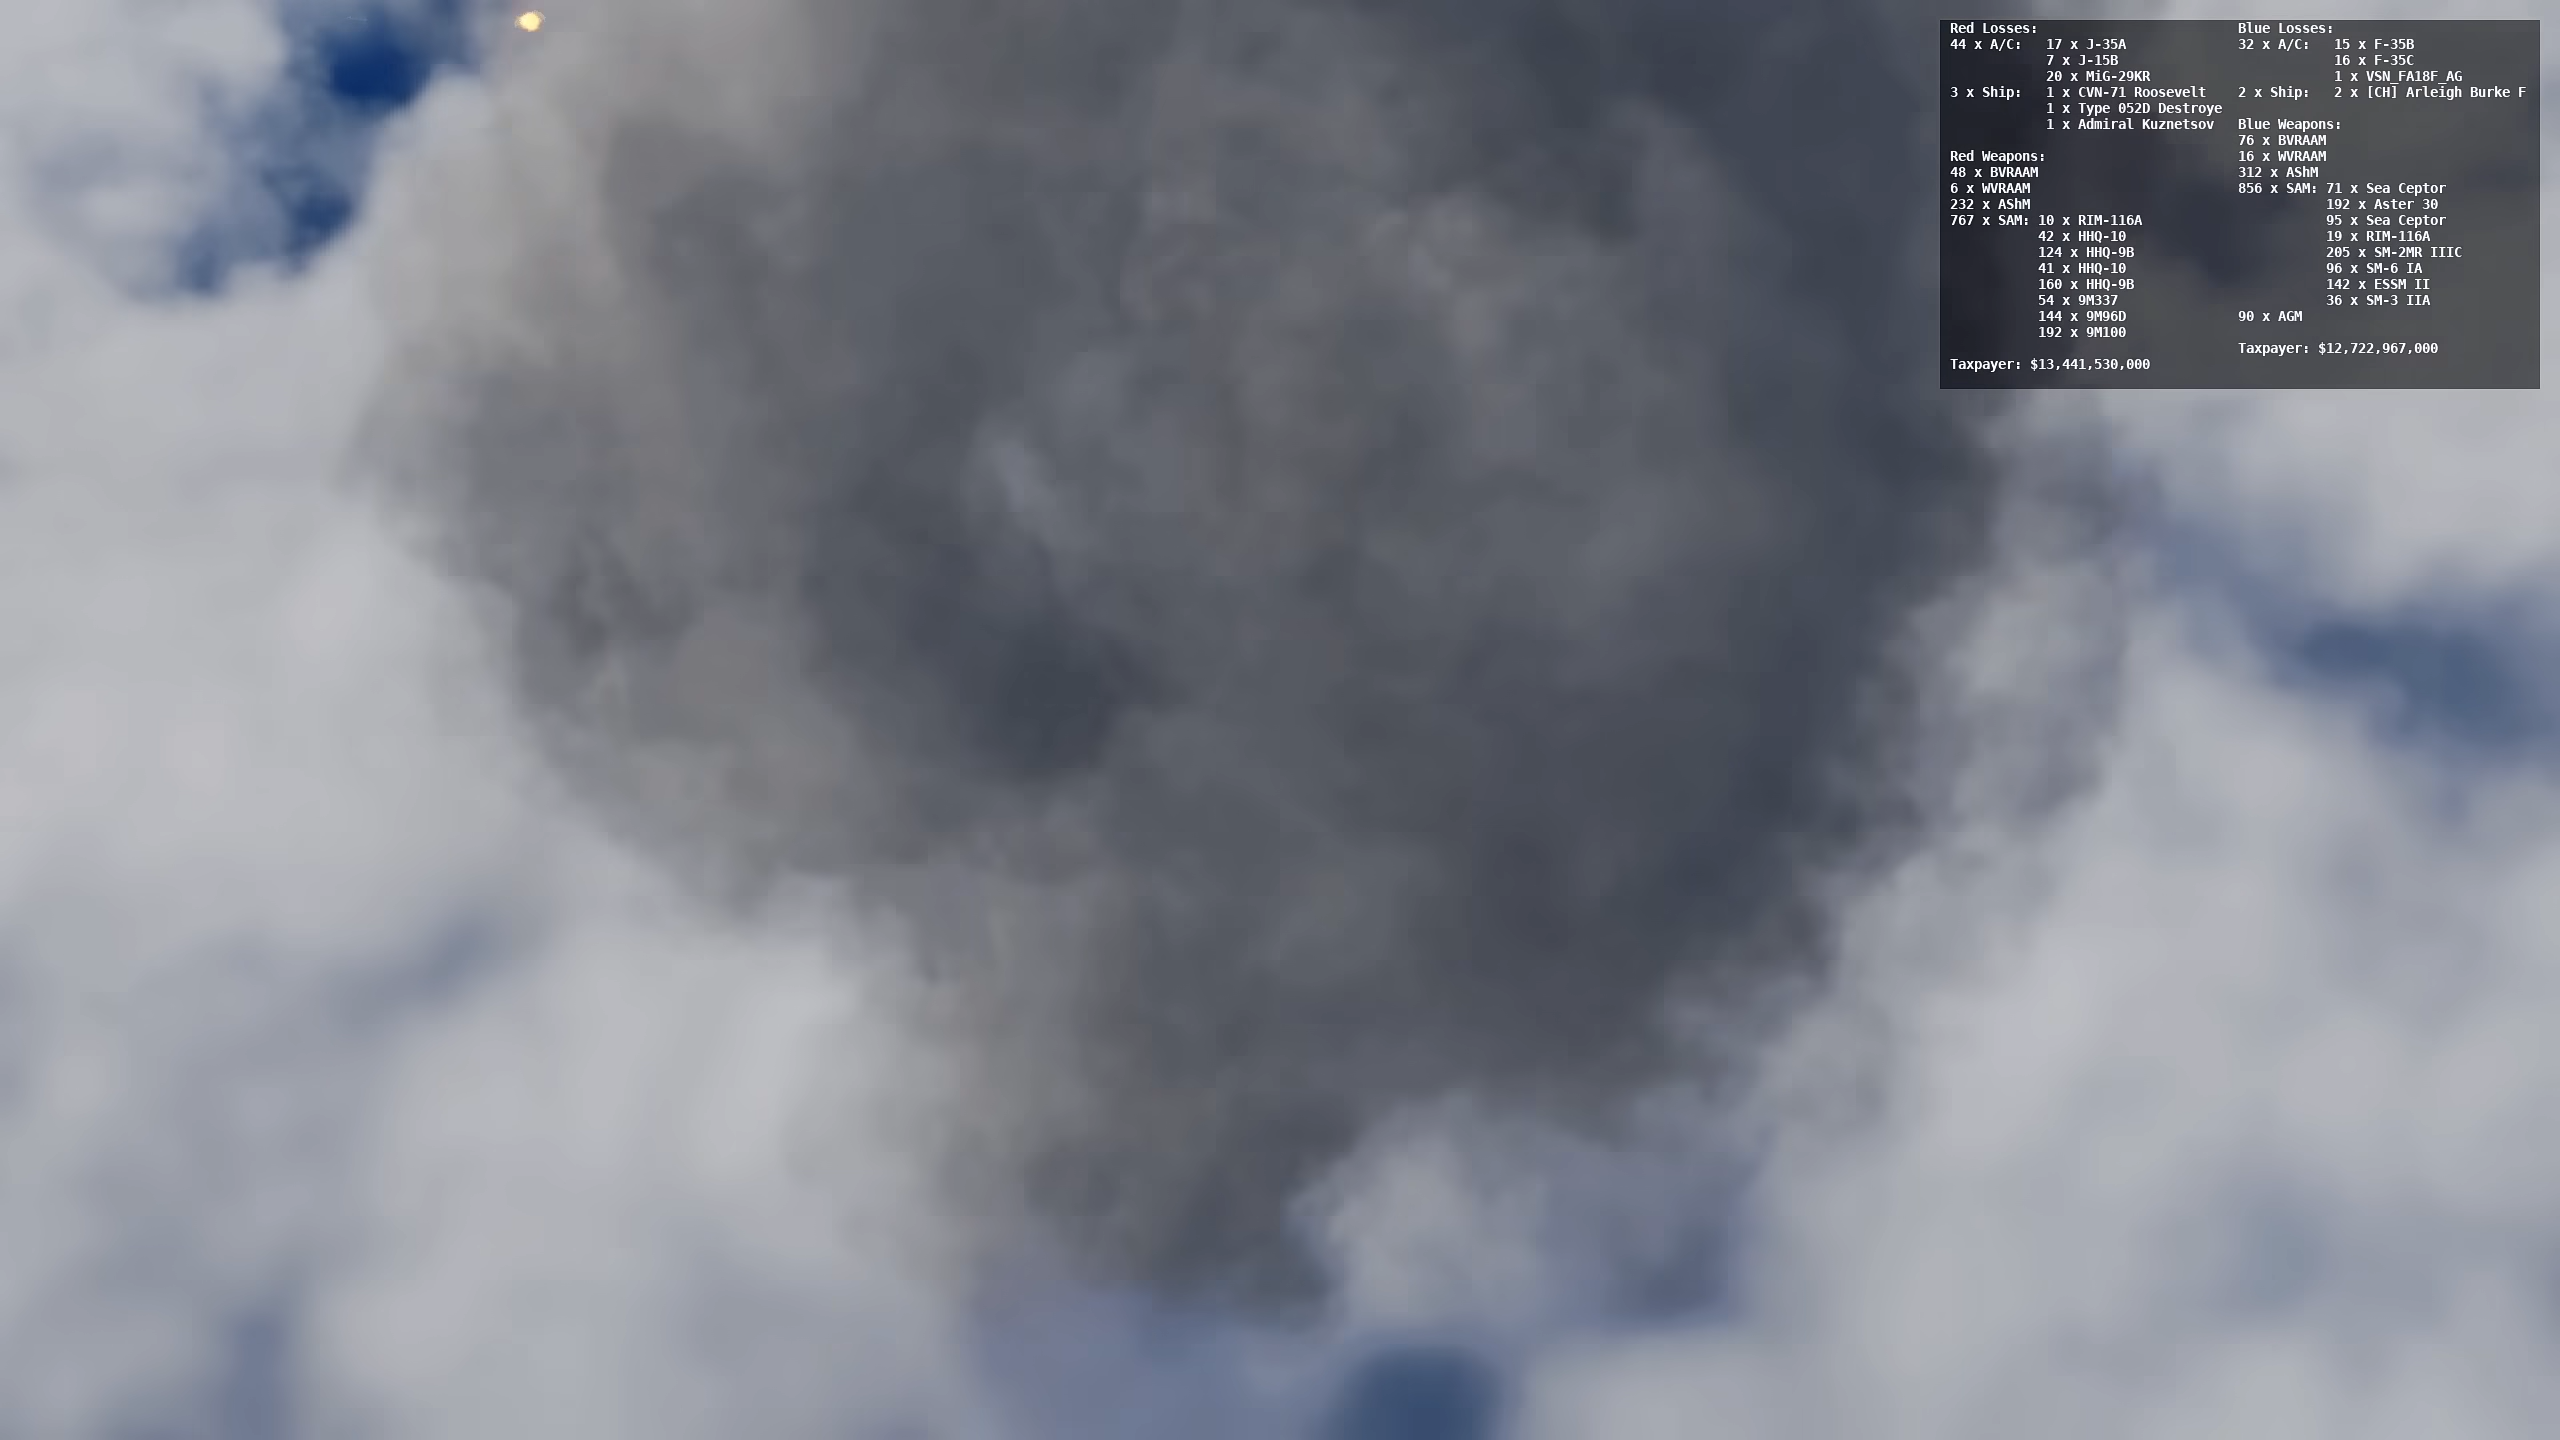 Red Losses:
44 x A/C: 17 x J-35A
7 x J-15B
20 x MiG-29KR
3 x Ship: 1 x CVN-71 Roosevelt
1 x Type 052D Destroye
1 x Admiral Kuznetsov
Red Weapons:
48 x BVRAAM
6 x WVRAAM
232 x AShM
767 x SAM: 10 x RIM-116A
42 x HHQ-10
124 x HHQ-9B
41 x HHQ-10
160 x HHQ-9B
54 x 9M337
144 x 9M96D
192 x 9M100
Taxpayer: $13,441,530,000
Blue Losses:
32 x A/C: 15 x F-35B
16 x F-35C
1 x VSN_FA18F_AG
2 x Ship: 2 x [CH] Arleigh Burke F
Blue Weapons:
76 x BVRAAM
16 x WVRAAM
312 x AShM
856 x SAM: 71 x Sea Ceptor
192 x Aster 30
95 x Sea Ceptor
19 x RIM-116A
205 x SM-2MR IIIC
96 x SM-6 IA
142 x ESSM II
36 x SM-3 IIA
90 x AGM
Taxpayer: $12,722,967,000